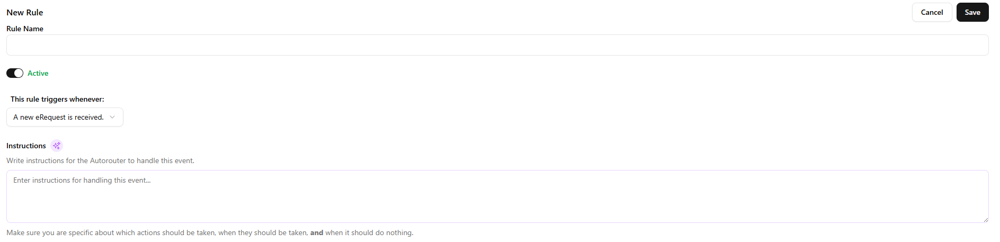 New Rule
Cancel
Save
Rule Name
Active
This rule triggers whenever:
A new eRequest is received.
Instructions
Write instructions for the Autorouter to handle this event.
Enter instructions for handling this event...
Make sure you are specific about which actions should be taken, when they should be taken, and when it should do nothing.